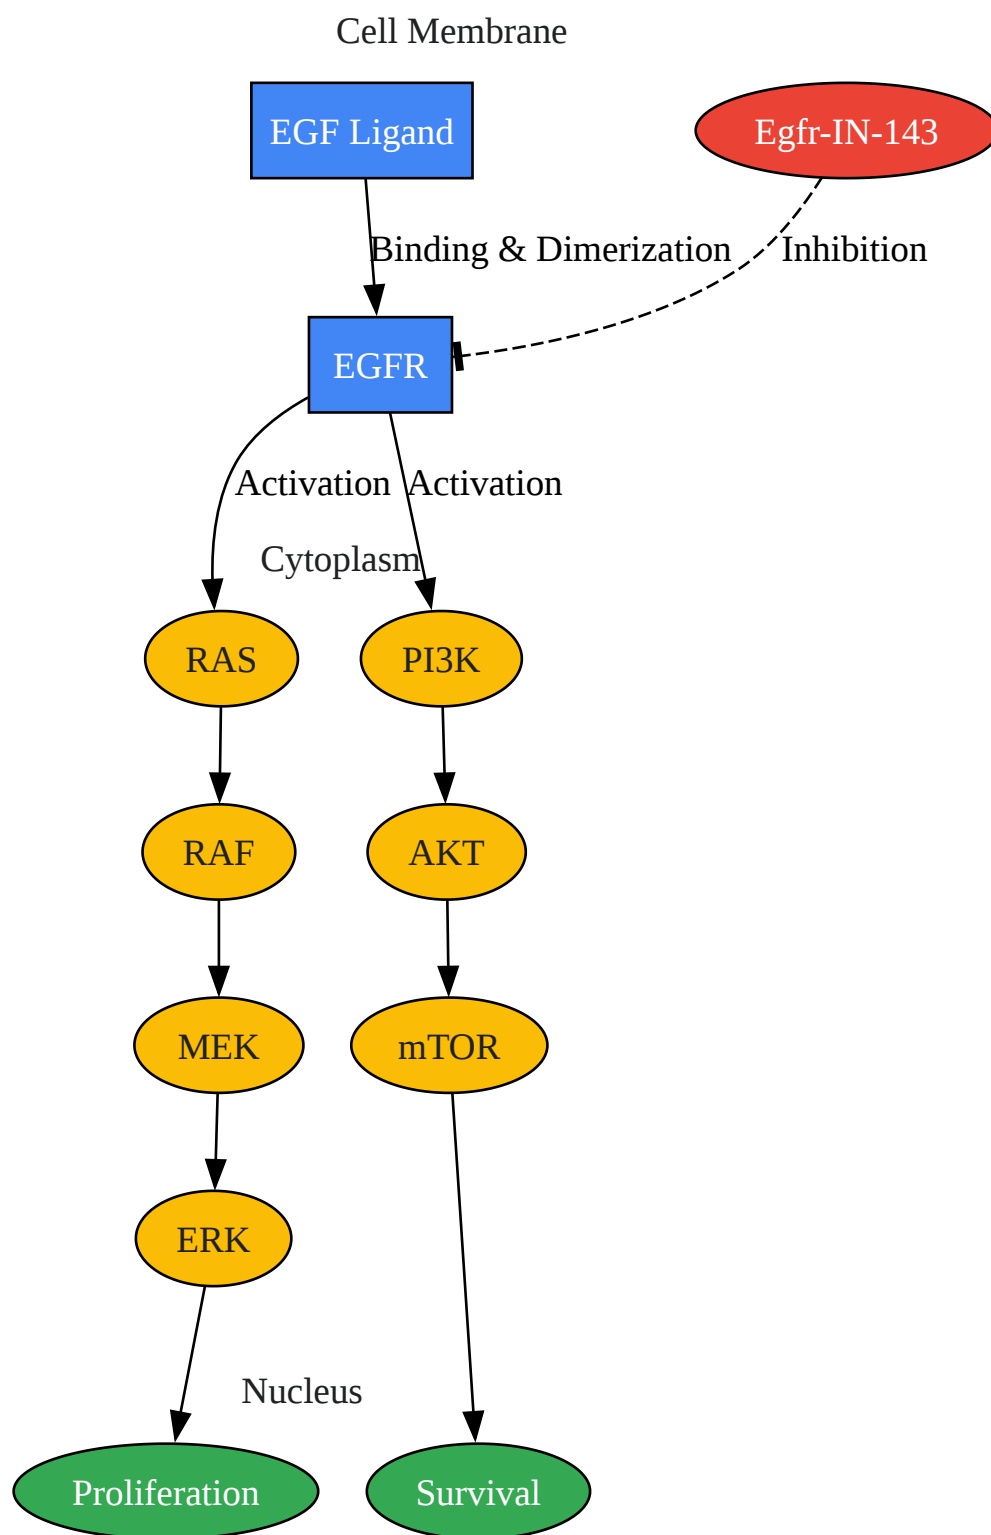 Cell Membrane
EGF Ligand
Egfr-IN-143
Binding & Dimerization
Inhibition
EGFR
Activation
Activation
Cytoplasm
RAS
PI3K
RAF
AKT
MEK
mTOR
ERK
Nucleus
Proliferation
Survival